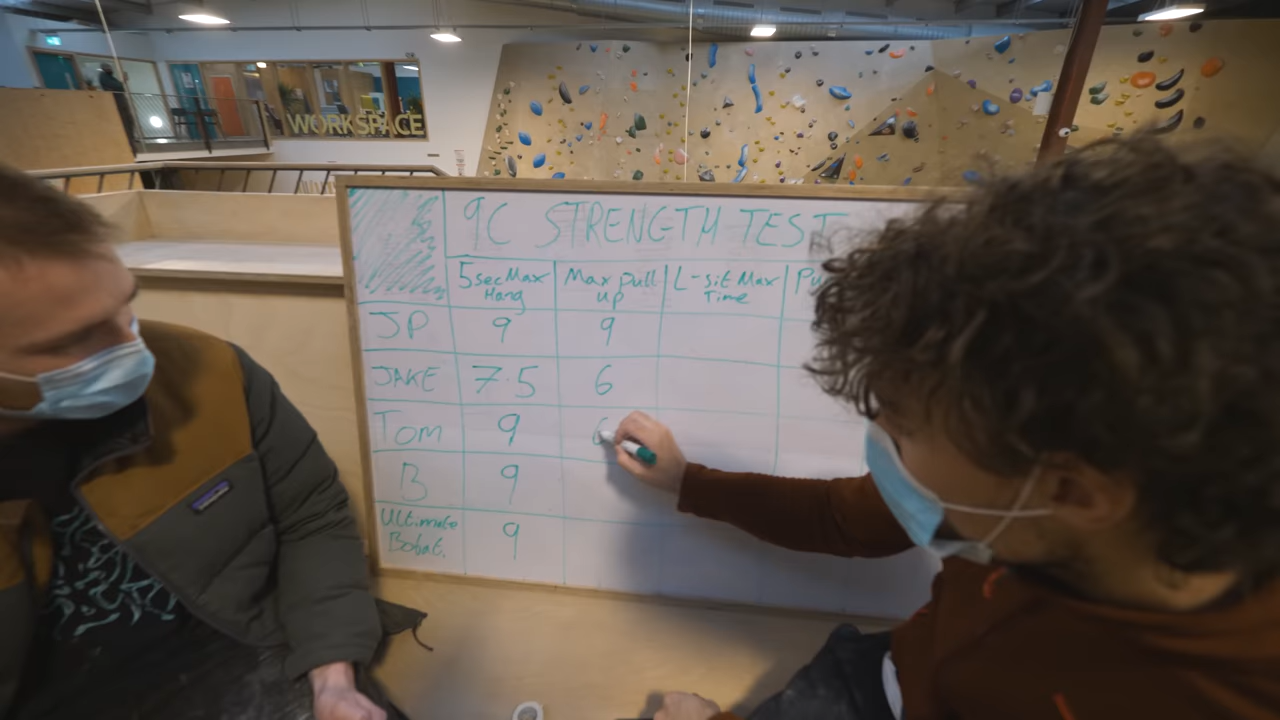 WORKSPACE
9C STRENGTH TEST
5sec Max Hang
Max Pull up
L-sit Max Time
JP 9 9
JAKE 7.5 6
Tom 9 6
B 9
Ultimate Bobat. 9